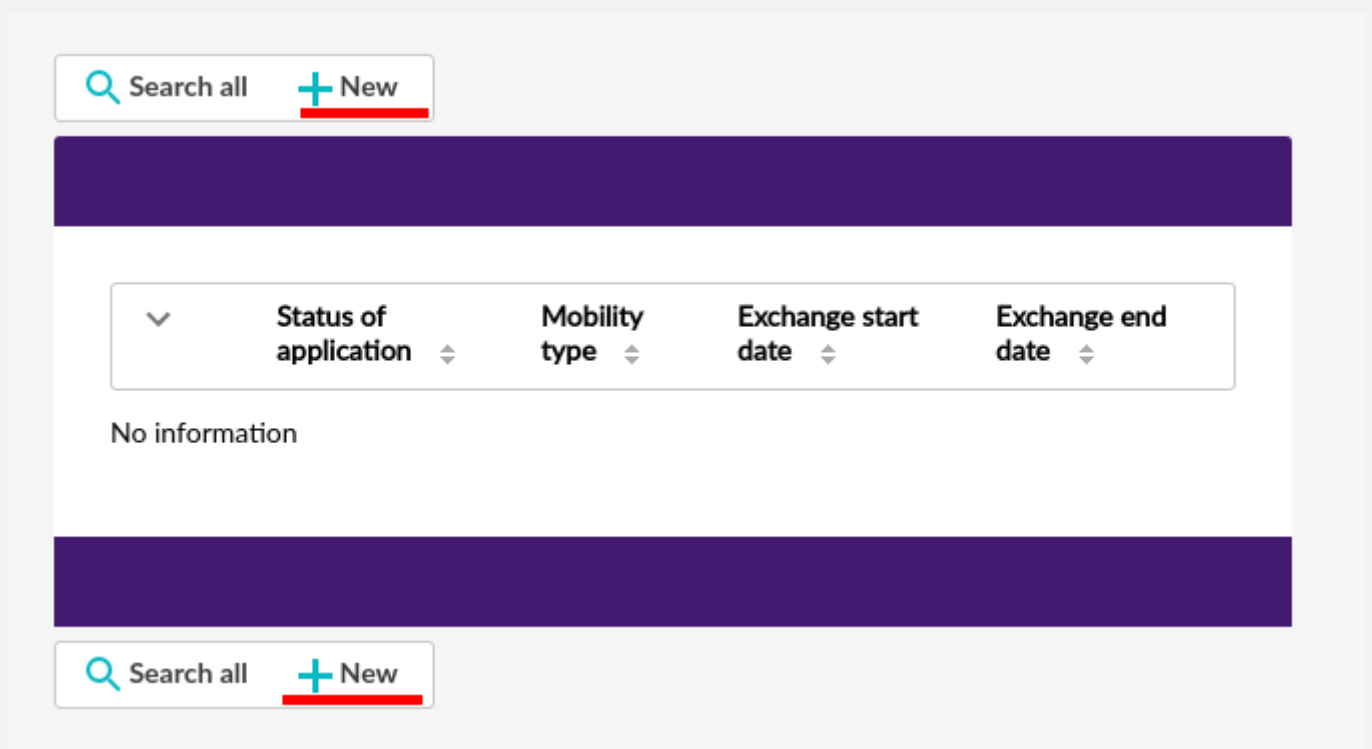 Search all New
Status of Mobility Exchange start Exchange end
application type date date
No information
Search all New